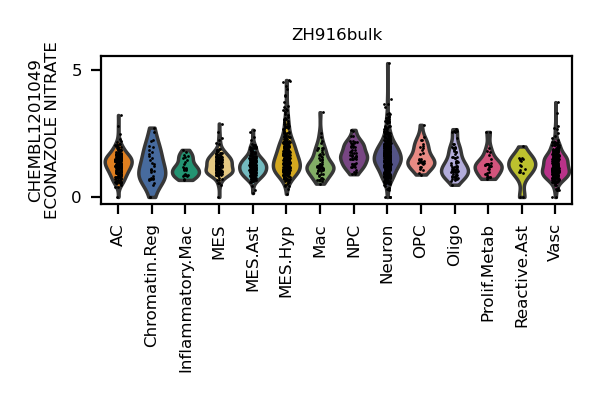 ZH916bulk
CHEMBL1201049
ECONAZOLE NITRATE
5
0
AC
Chromatin.Reg
Inflammatory.Mac
MES
MES.Ast
MES.Hyp
Mac
NPC
Neuron
OPC
Oligo
Prolif.Metab
Reactive.Ast
Vasc